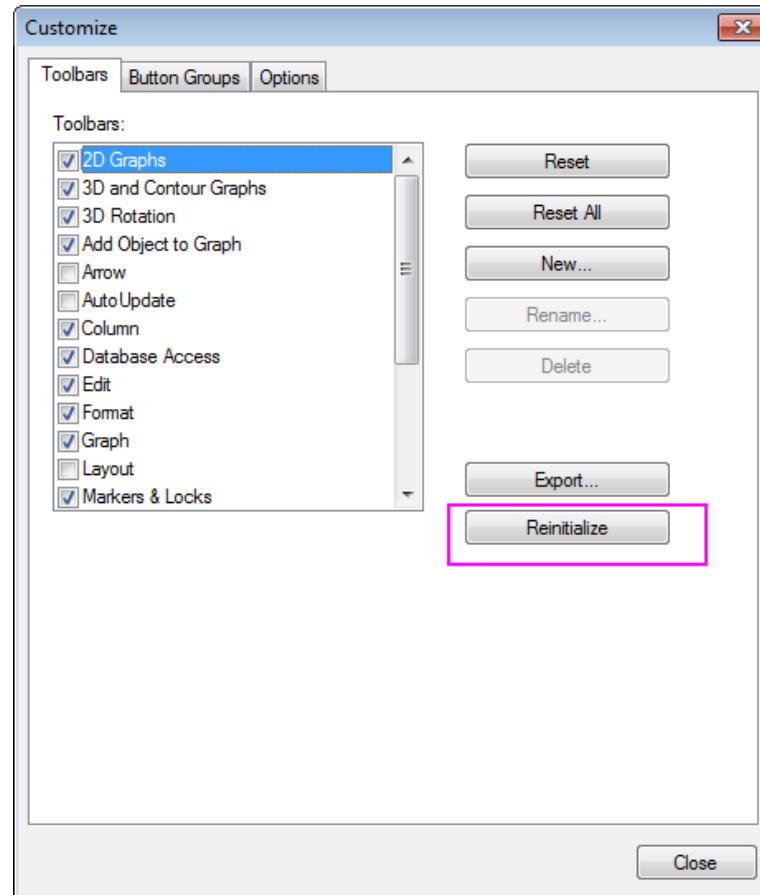 Customize
Toolbars
Button Groups
Options
Toolbars:
2D Graphs
3D and Contour Graphs
3D Rotation
Add Object to Graph
Arrow
AutoUpdate
Column
Database Access
Edit
Format
Graph
Layout
Markers & Locks
Reset
Reset All
New...
Rename...
Delete
Export...
Reinitialize
Close